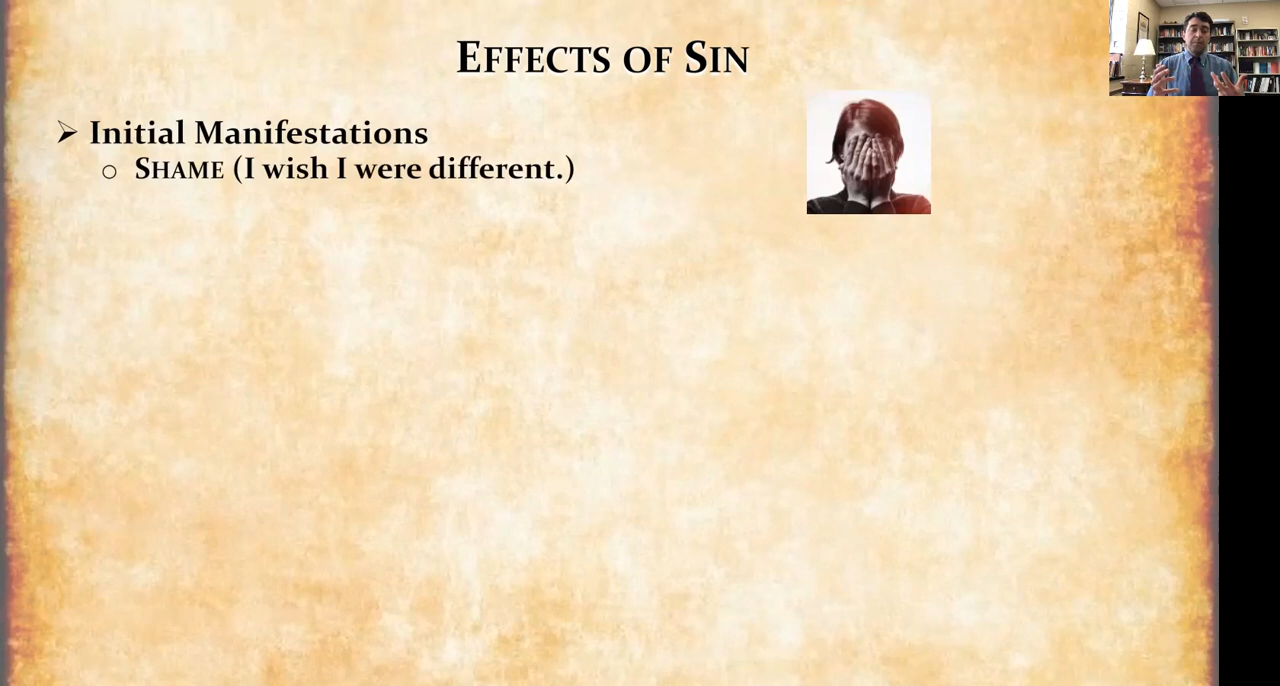 EFFECTS OF SIN
➢ Initial Manifestations
○ SHAME (I wish I were different.)